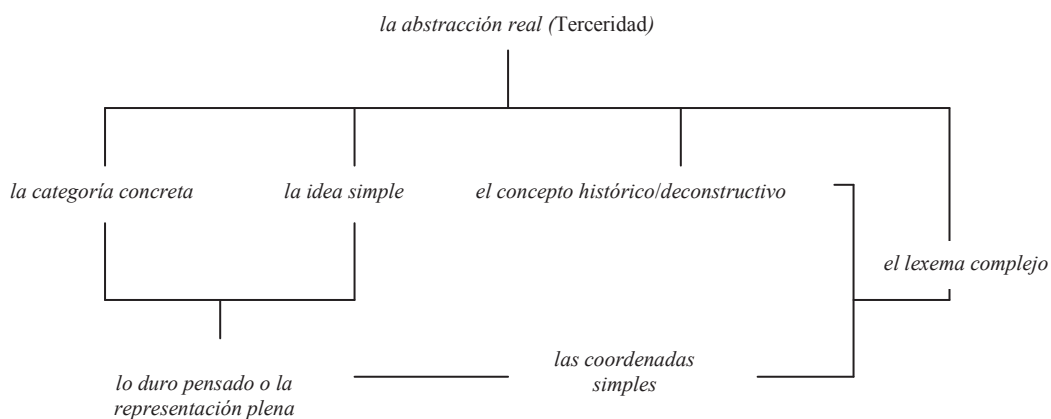 la abstracción real (Terceridad)
la categoría concreta
la idea simple
el concepto histórico/deconstructivo
el lexema complejo
lo duro pensado o la
representación plena
las coordenadas
simples